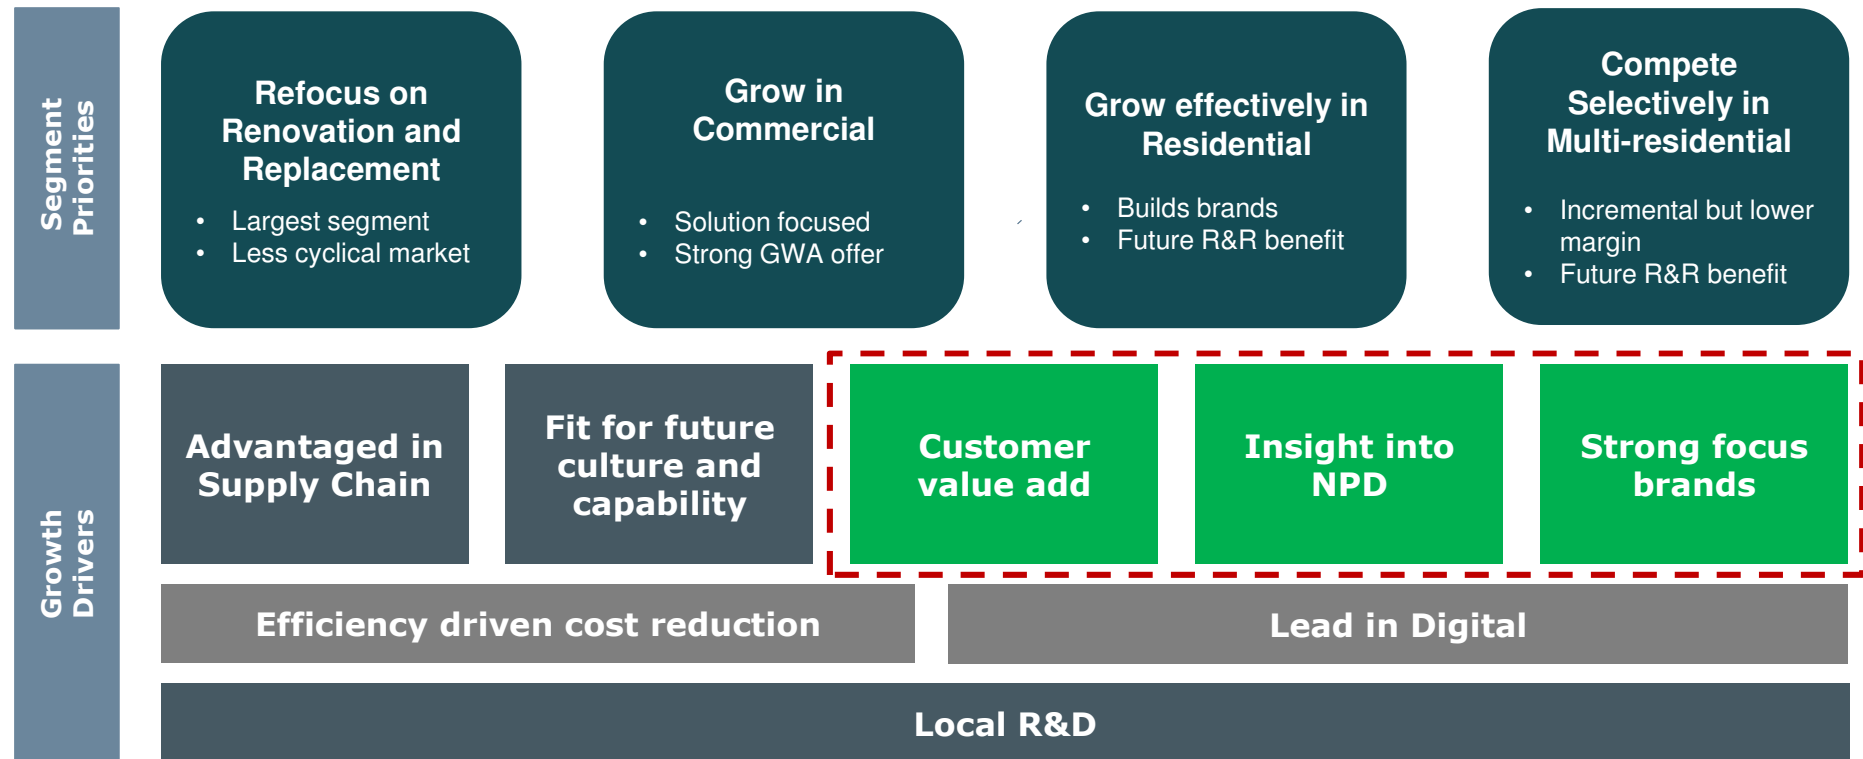 Segment
Priorities
Refocus on
Renovation and
Replacement
• Largest segment
• Less cyclical market
Grow in
Commercial
• Solution focused
• Strong GWA offer
Grow effectively in
Residential
• Builds brands
• Future R&R benefit
Compete
Selectively in
Multi-residential
• Incremental but lower
margin
• Future R&R benefit
Growth
Drivers
Advantaged in
Supply Chain
Fit for future
culture and
capability
Customer
value add
Insight into
NPD
Strong focus
brands
Efficiency driven cost reduction
Lead in Digital
Local R&D